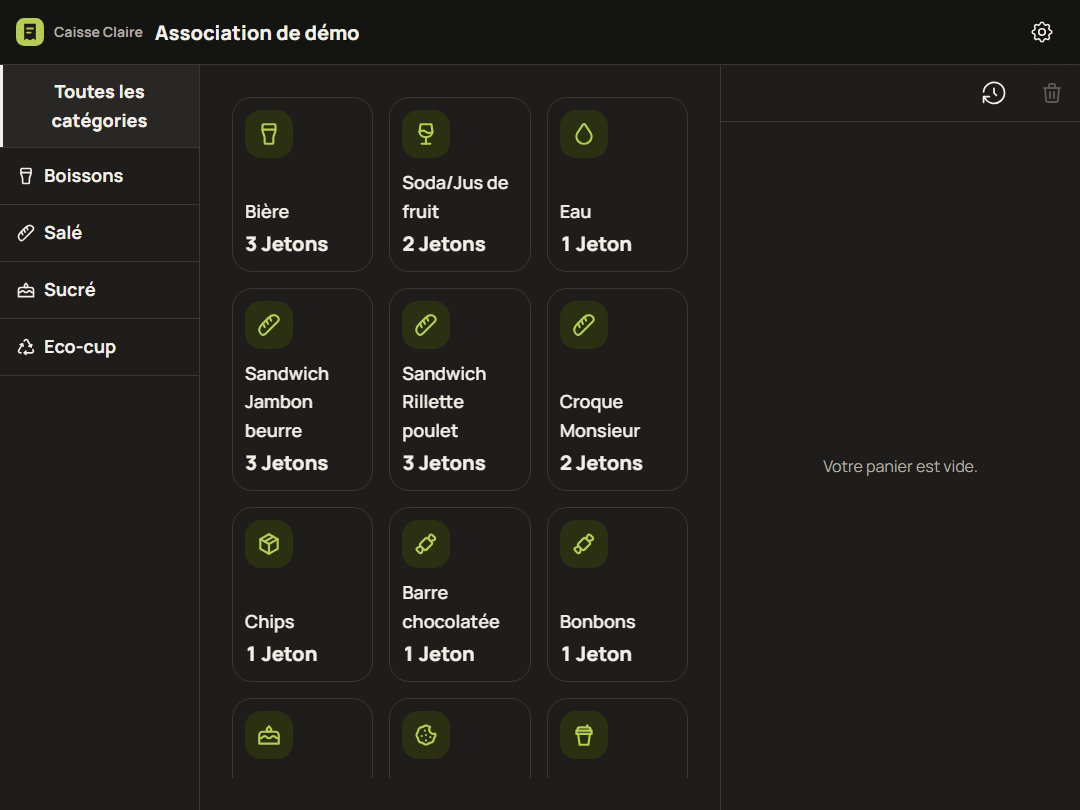 Caisse Claire
Association de démo
Toutes les
catégories
Boissons
Salé
Sucré
Eco-cup
Bière
3 Jetons
Soda/Jus de
fruit
2 Jetons
Eau
1 Jeton
Sandwich
Jambon
beurre
3 Jetons
Sandwich
Rillette
poulet
3 Jetons
Croque
Monsieur
2 Jetons
Chips
1 Jeton
Barre
chocolatée
1 Jeton
Bonbons
1 Jeton
Votre panier est vide.